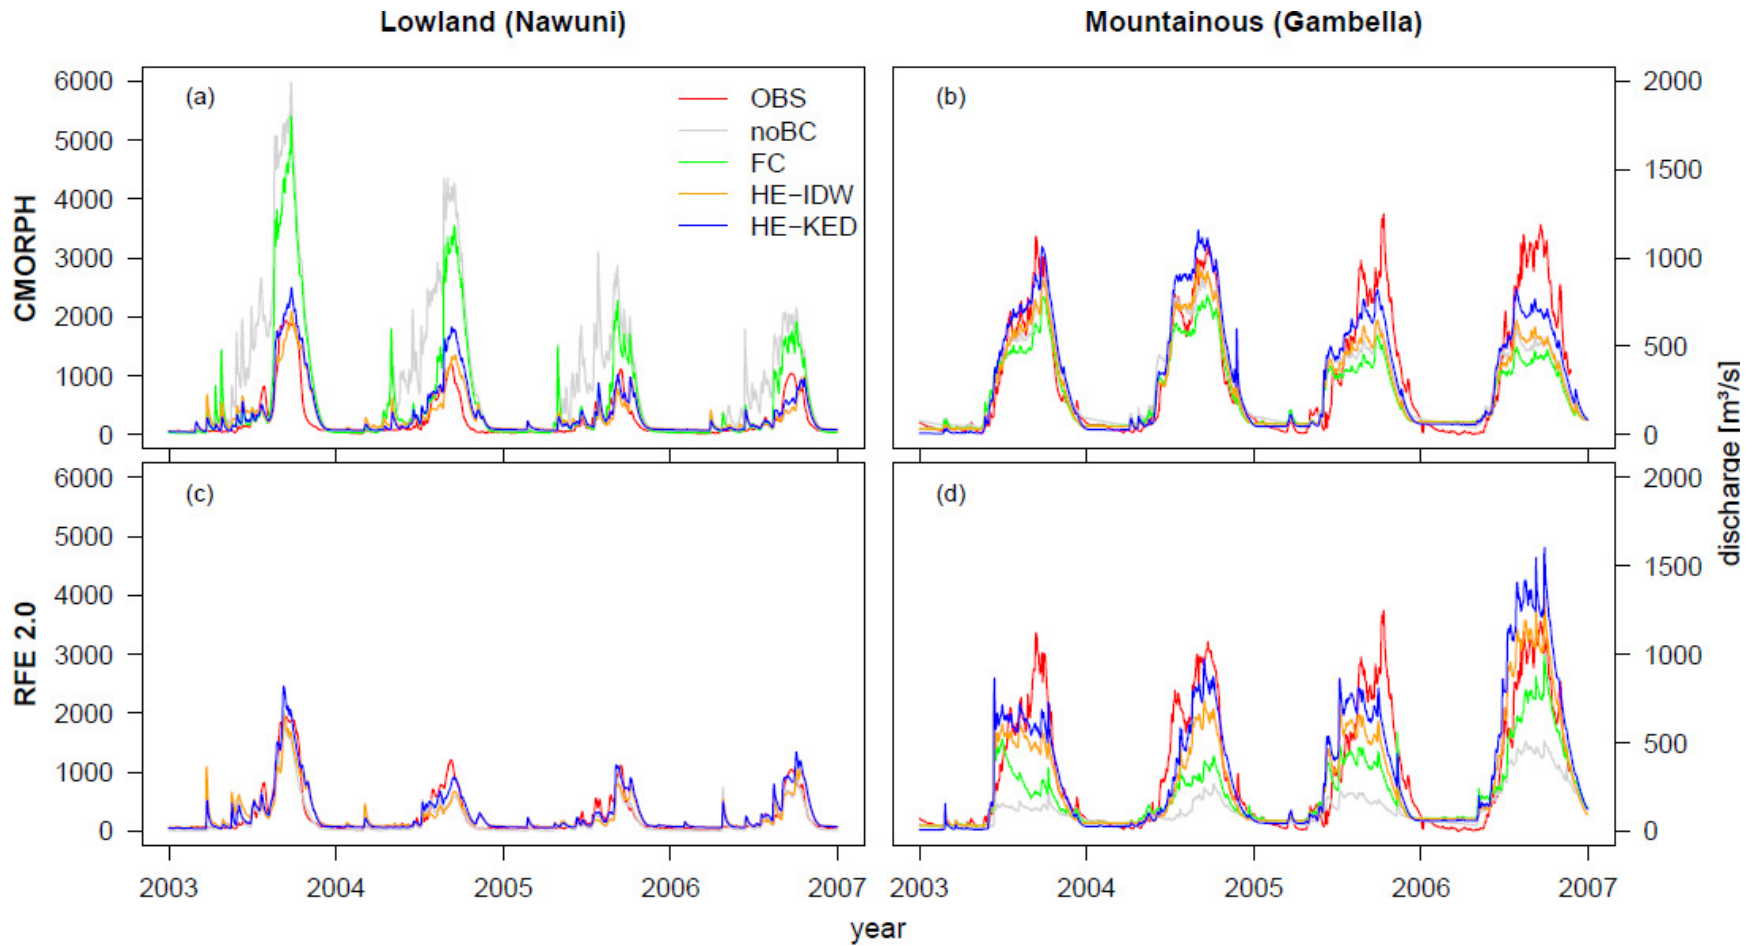 Lowland (Nawuni)
Mountainous (Gambella)
CMORPH
6000
5000
4000
3000
2000
1000
0
(a)
OBS
noBC
FC
HE−IDW
HE−KED
(b)
2000
1500
1000
500
0
RFE 2.0
6000
5000
4000
3000
2000
1000
0
(c)
(d)
2000
1500
1000
500
0
discharge [m³/s]
2003
2004
2005
2006
2007
2003
2004
2005
2006
2007
year